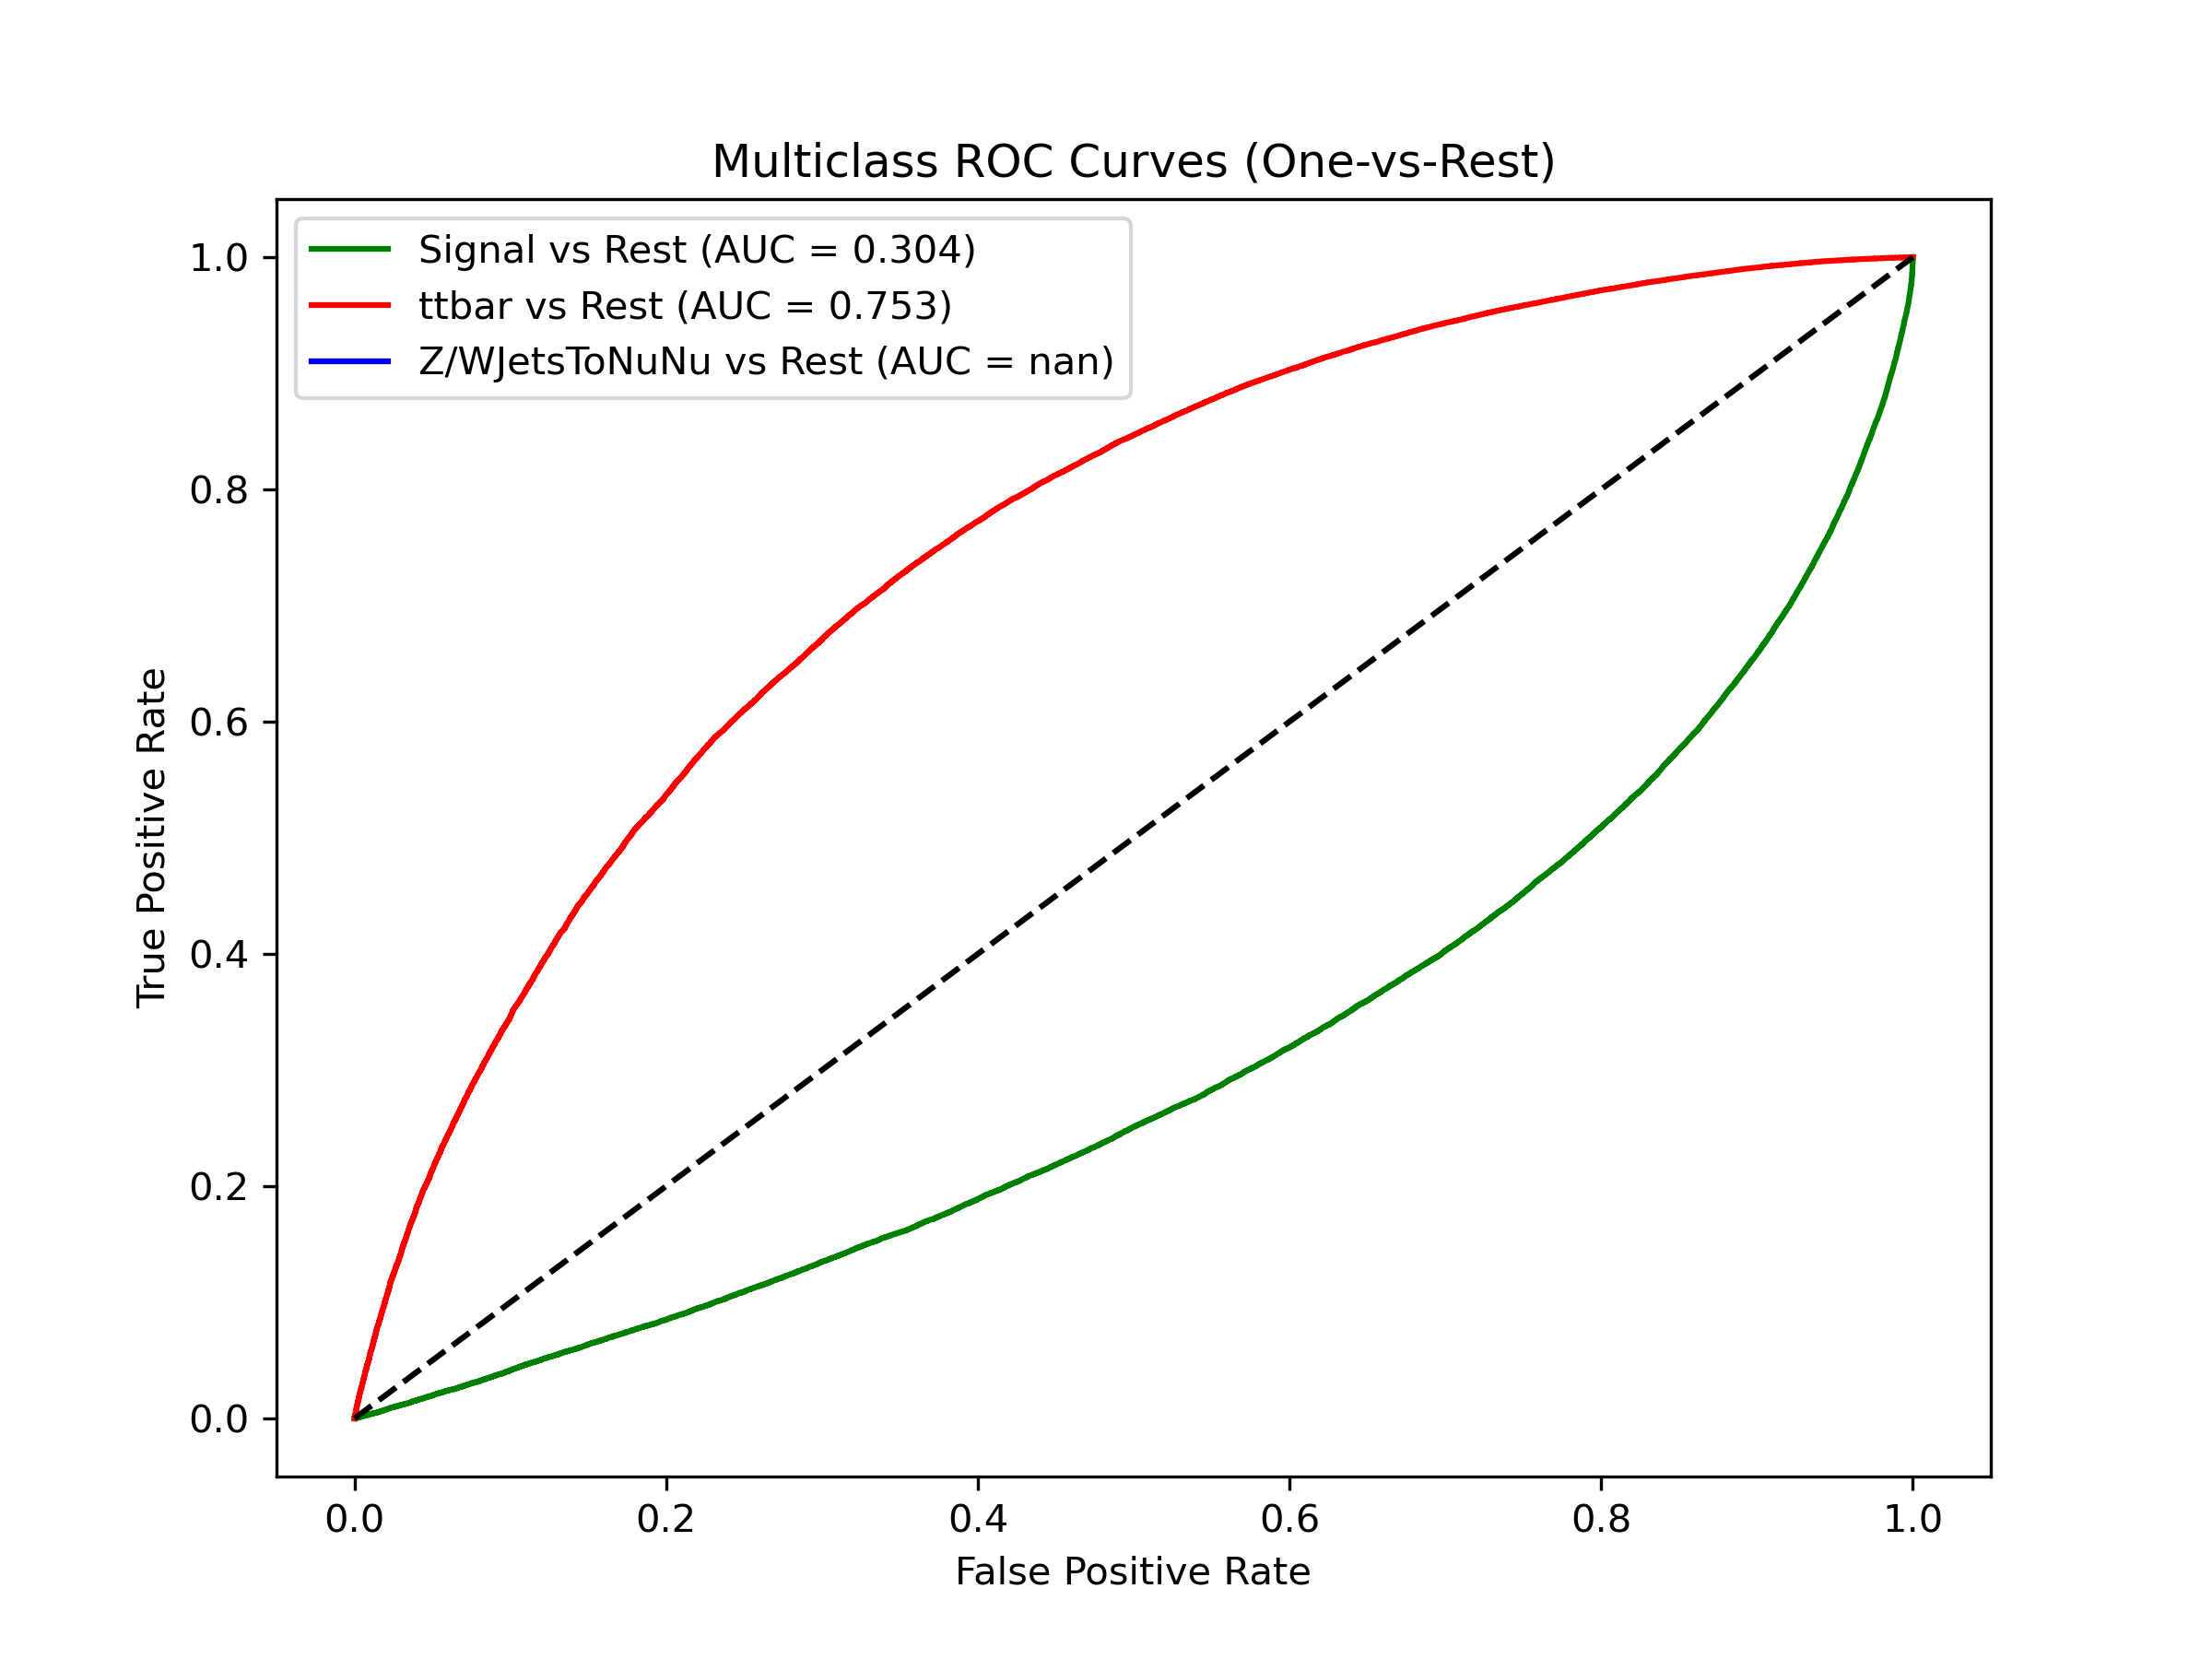 Multiclass ROC Curves (One-vs-Rest)
Signal vs Rest (AUC = 0.304)
ttbar vs Rest (AUC = 0.753)
Z/WJetsToNuNu vs Rest (AUC = nan)
True Positive Rate
1.0
0.8
0.6
0.4
0.2
0.0
0.0 0.2 0.4 0.6 0.8 1.0
False Positive Rate